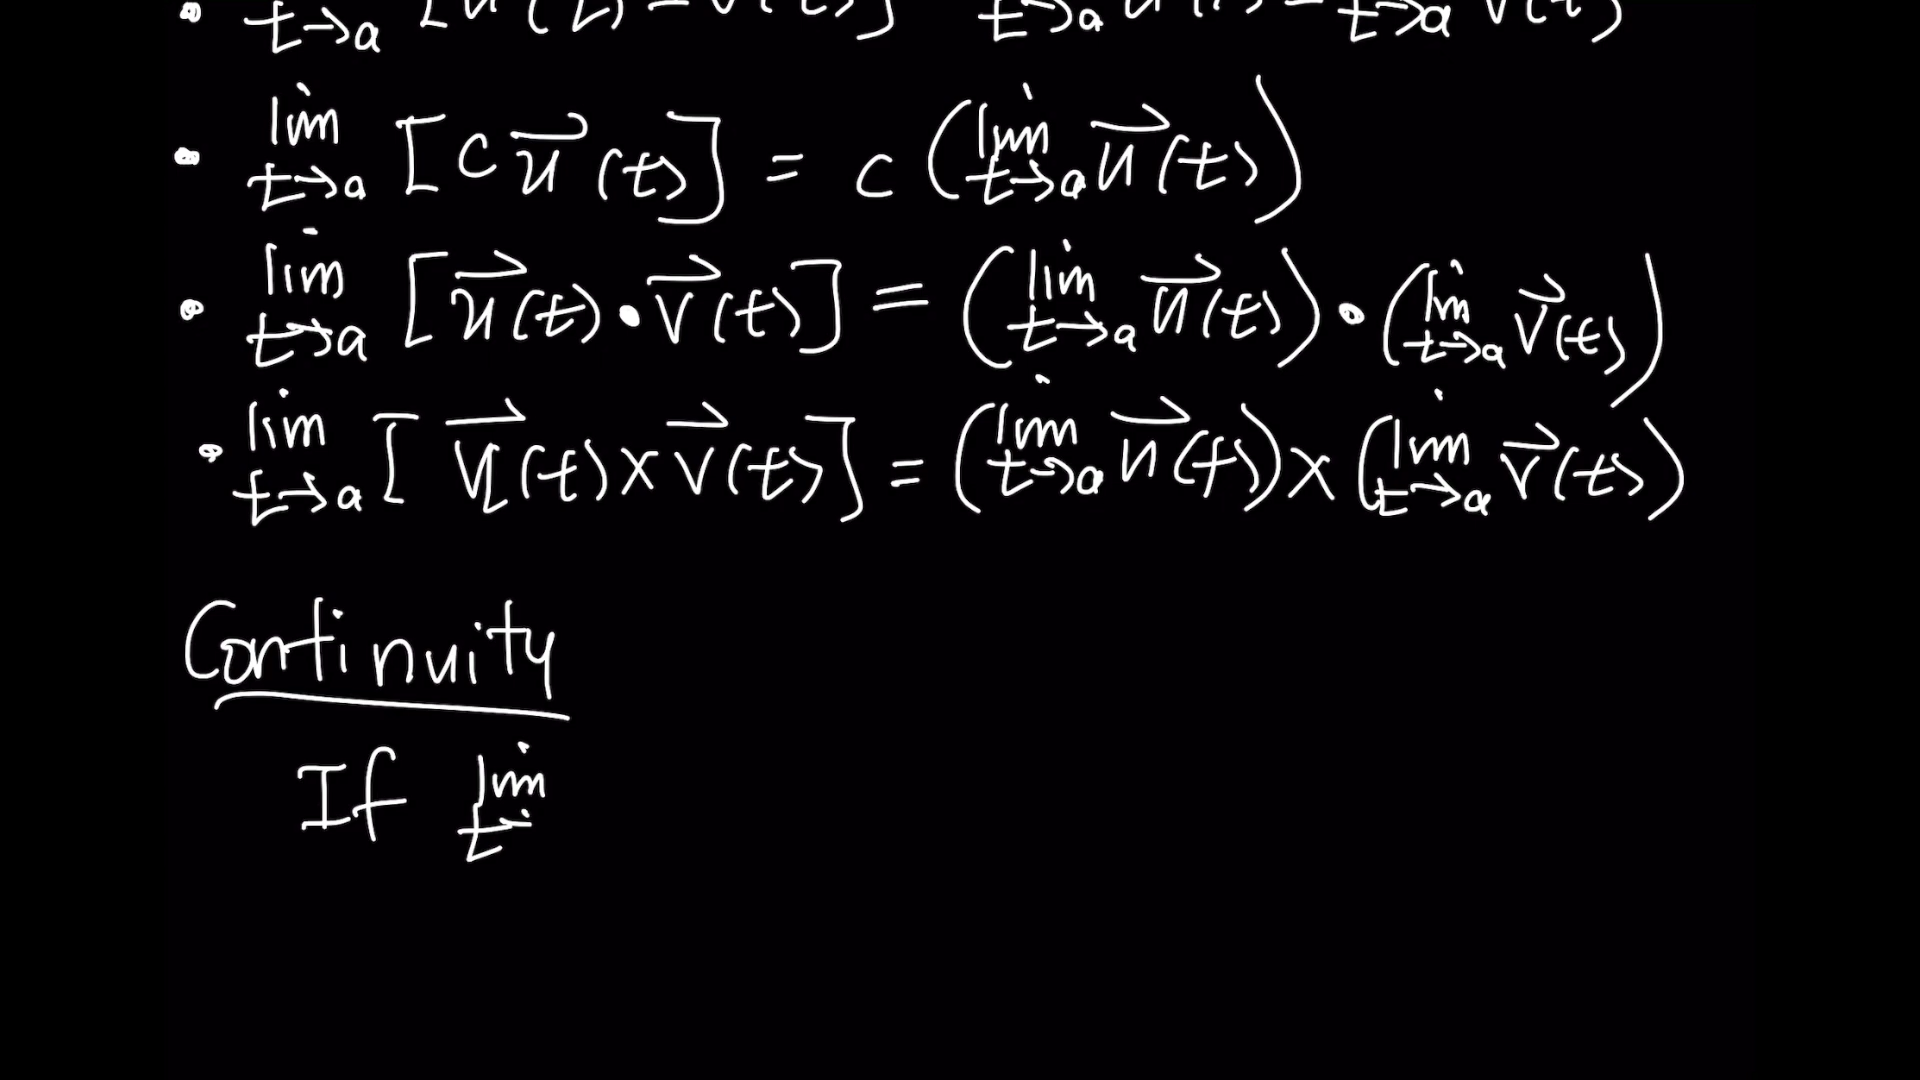 • t→a [u(t) - v(t)] t→a u(t) - t→a v(t)
• lim t→a [c u⃗(t)] = c (lim t→a u⃗(t))
• lim t→a [u⃗(t) • v⃗(t)] = (lim t→a u⃗(t)) • (lim t→a v⃗(t))
• lim t→a [u⃗(t) × v⃗(t)] = (lim t→a u⃗(t)) × (lim t→a v⃗(t))
Continuity
If lim t